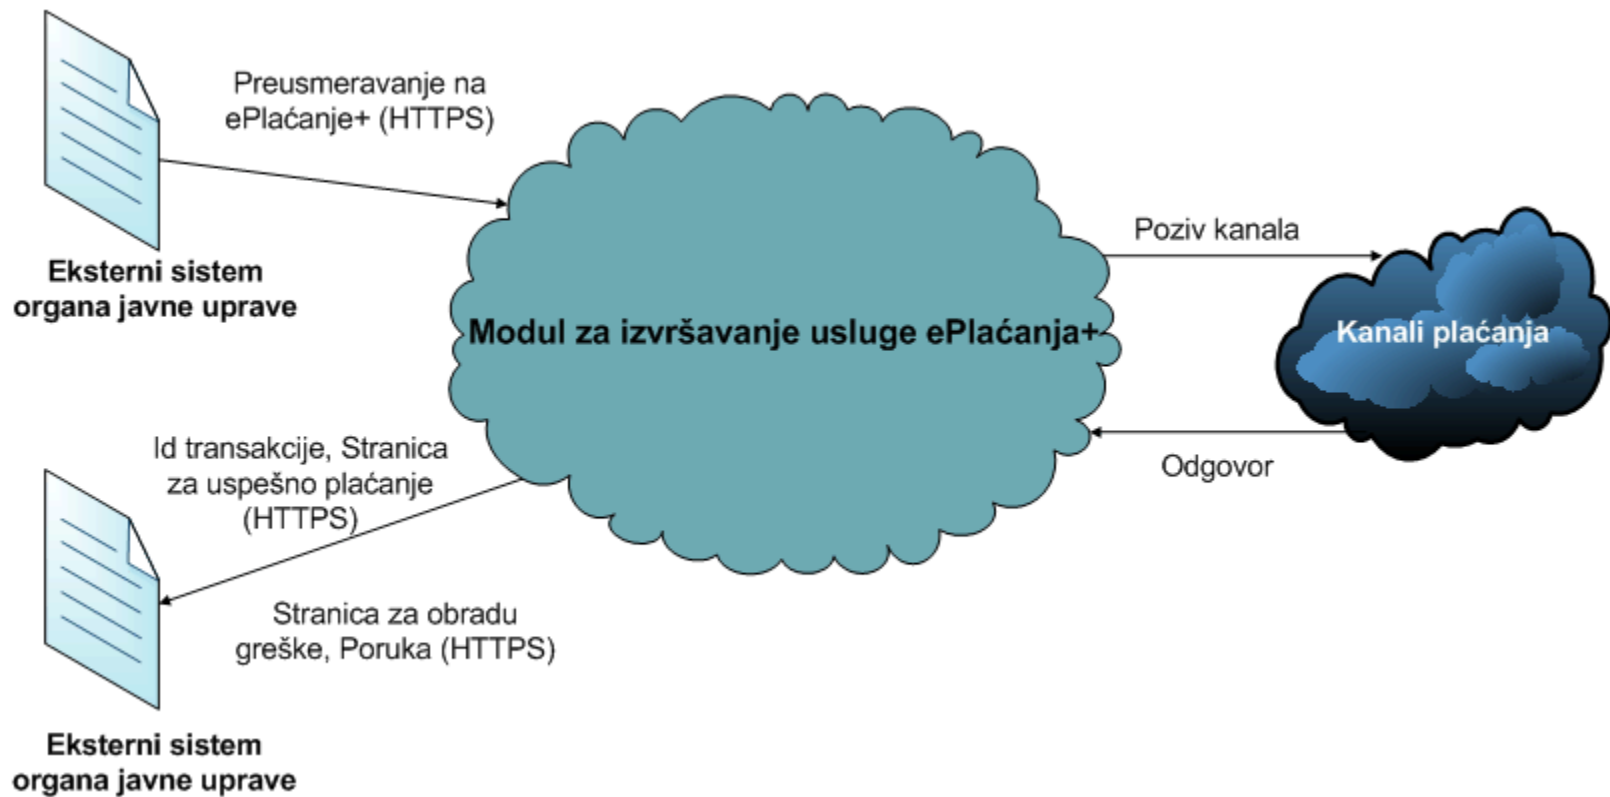 Preusmeravanje na
ePlaćanje+ (HTTPS)
Eksterni sistem
organa javne uprave
Modul za izvršavanje usluge ePlaćanja+
Poziv kanala
Kanali plaćanja
Odgovor
Id transakcije, Stranica
za uspešno plaćanje
(HTTPS)
Stranica za obradu
greške, Poruka (HTTPS)
Eksterni sistem
organa javne uprave